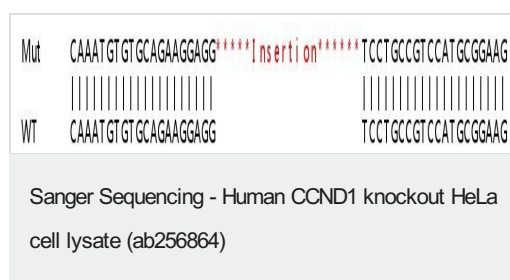 Mut CAAATGTGTGCAGAAGGAGG*****Insertion******TCCTGCCGTCCATGCGGAAG
||||||||||||||||||||                    ||||||||||||||||||||
WT CAAATGTGTGCAGAAGGAGG TCCTGCCGTCCATGCGGAAG
Sanger Sequencing - Human CCND1 knockout HeLa
cell lysate (ab256864)